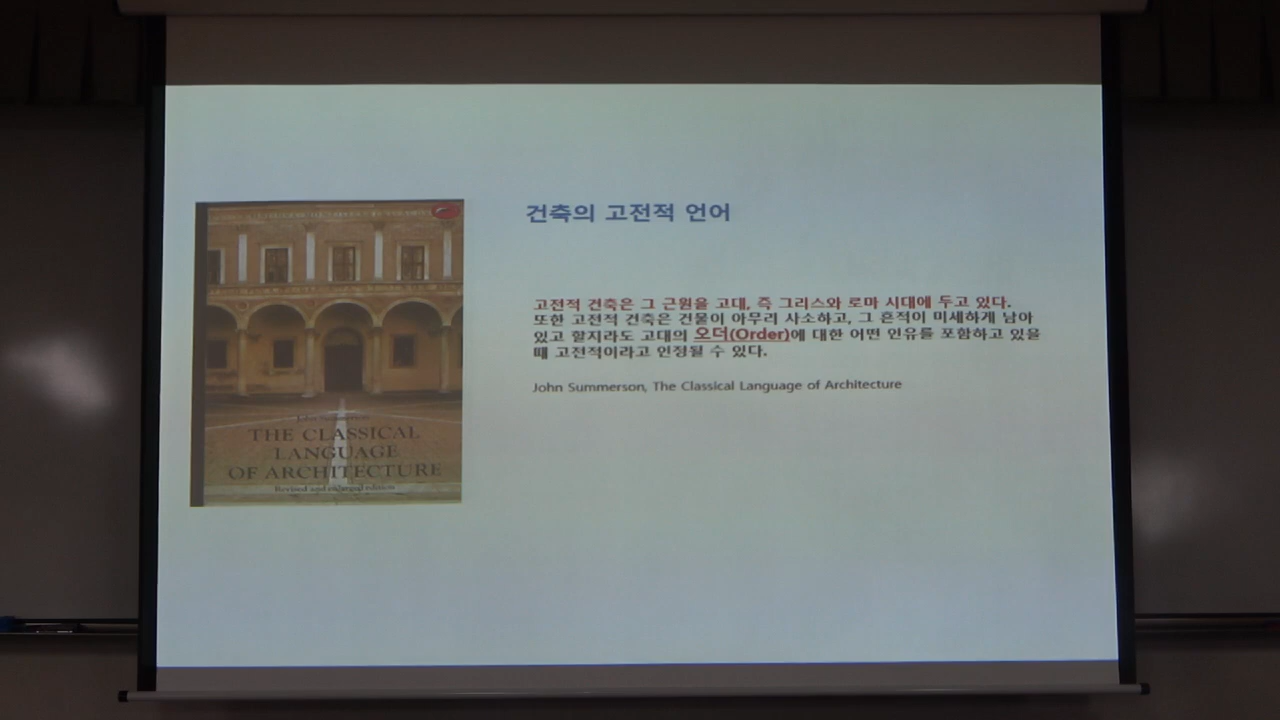 건축의 고전적 언어
고전적 건축은 그 근원을 고대, 즉 그리스와 로마 시대에 두고 있다.
또한 고전적 건축은 건물이 아무리 사소하고, 그 흔적이 미세하게 남아
있고 할지라도 고대의 오더(Order)에 대한 어떤 인유를 포함하고 있을
때 고전적이라고 인정될 수 있다.
John Summerson, The Classical Language of Architecture
John Summerson
THE CLASSICAL
LANGUAGE
OF ARCHITECTURE
Revised and enlarged edition